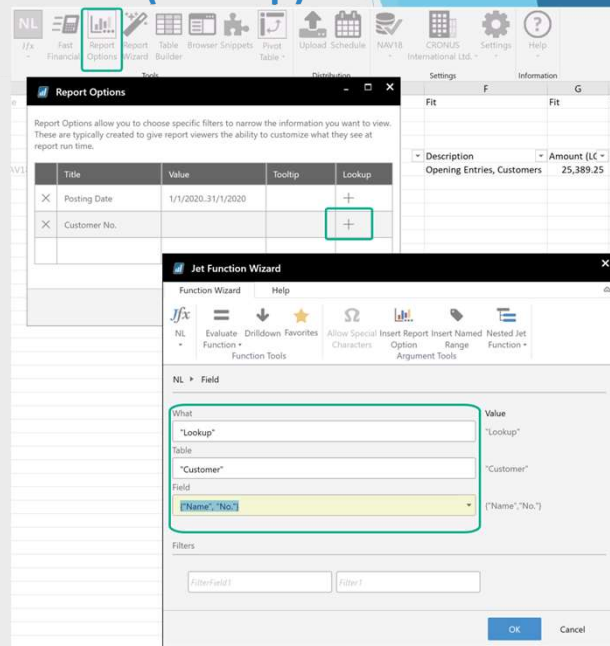 NL Fast Report Report Table Browser Snippets Pivot Upload Schedule NAV18 CRONUS Settings Help
Jfx Financial Options Wizard Builder Table International Ltd.
Tools Distribution Settings Information
F G
Fit Fit
Report Options
Report Options allow you to choose specific filters to narrow the information you want to view.
These are typically created to give report viewers the ability to customize what they see at
report run time.
Description Amount (LC
Opening Entries, Customers 25,389.25
Title Value Tooltip Lookup
Posting Date 1/1/2020..31/1/2020
Customer No.
Jet Function Wizard
Function Wizard Help
Jfx
NL Evaluate Drilldown Favorites Allow Special Insert Report Insert Named Nested Jet
Function Characters Option Range Function
Function Tools Argument Tools
NL Field
What Value
"Lookup" "Lookup"
Table
"Customer" "Customer"
Field
{"Name", "No."} {"Name","No."}
Filters
FilterField1 Filter1
OK Cancel